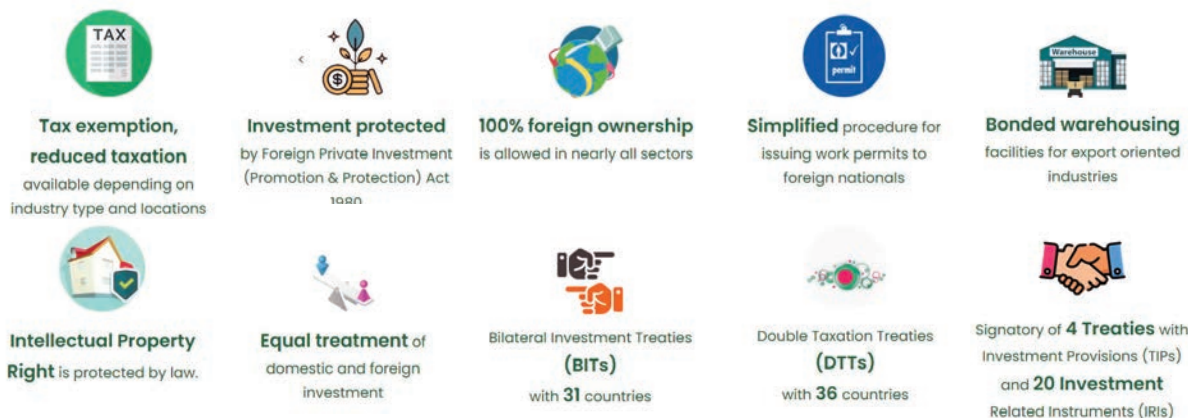 TAX
Tax exemption,
reduced taxation
available depending on
industry type and locations
Investment protected
by Foreign Private Investment
(Promotion & Protection) Act
1980
100% foreign ownership
is allowed in nearly all sectors
permit
Simplified procedure for
issuing work permits to
foreign nationals
Warehouse
Bonded warehousing
facilities for export oriented
industries
Intellectual Property
Right is protected by law.
Equal treatment of
domestic and foreign
investment
Bilateral Investment Treaties
(BITs)
with 31 countries
Double Taxation Treaties
(DTTs)
with 36 countries
Signatory of 4 Treaties with
Investment Provisions (TIPs)
and 20 Investment
Related Instruments (IRIs)